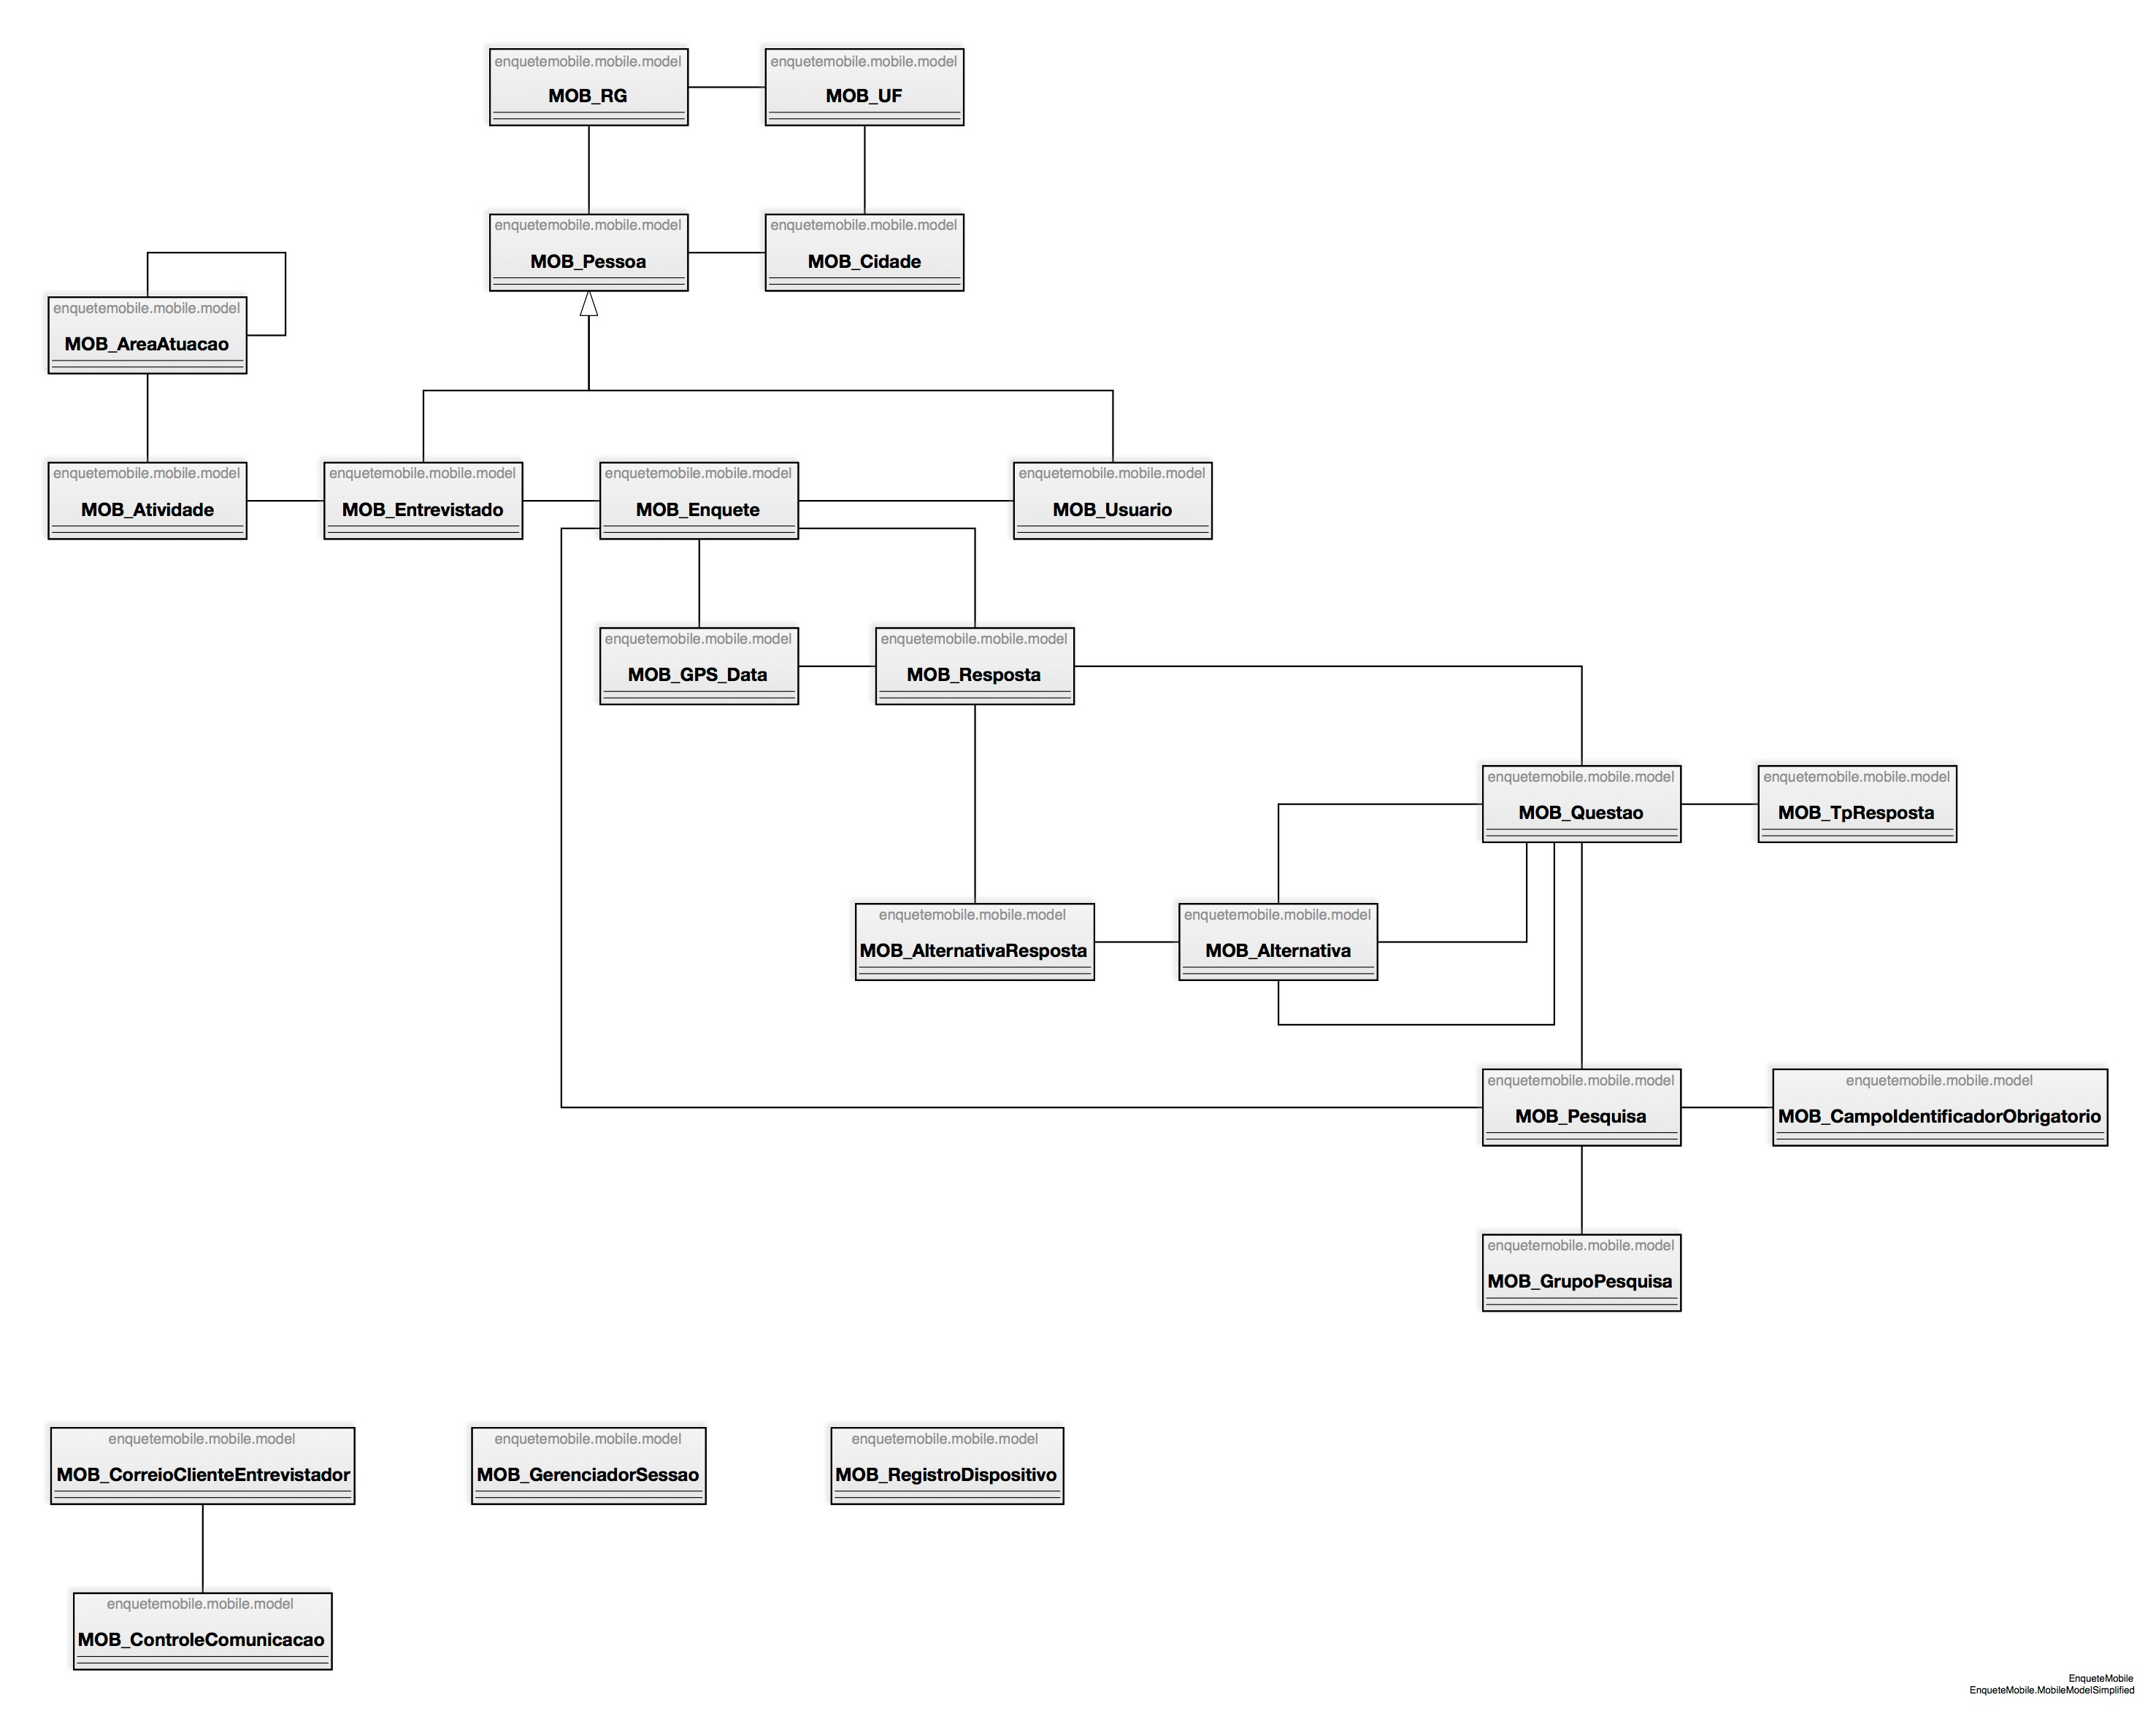 enquetemobile.mobile.model
MOB_RG
enquetemobile.mobile.model
MOB_UF
enquetemobile.mobile.model
MOB_Pessoa
enquetemobile.mobile.model
MOB_Cidade
enquetemobile.mobile.model
MOB_AreaAtuacao
enquetemobile.mobile.model
MOB_Atividade
enquetemobile.mobile.model
MOB_Entrevistado
enquetemobile.mobile.model
MOB_Enquete
enquetemobile.mobile.model
MOB_Usuario
enquetemobile.mobile.model
MOB_GPS_Data
enquetemobile.mobile.model
MOB_Resposta
enquetemobile.mobile.model
MOB_Questao
enquetemobile.mobile.model
MOB_TpResposta
enquetemobile.mobile.model
MOB_AlternativaResposta
enquetemobile.mobile.model
MOB_Alternativa
enquetemobile.mobile.model
MOB_Pesquisa
enquetemobile.mobile.model
MOB_CampoIdentificadorObrigatorio
enquetemobile.mobile.model
MOB_GrupoPesquisa
enquetemobile.mobile.model
MOB_CorreioClienteEntrevistador
enquetemobile.mobile.model
MOB_GerenciadorSessao
enquetemobile.mobile.model
MOB_RegistroDispositivo
enquetemobile.mobile.model
MOB_ControleComunicacao
EnqueteMobile
EnqueteMobile.MobileModelSimplified